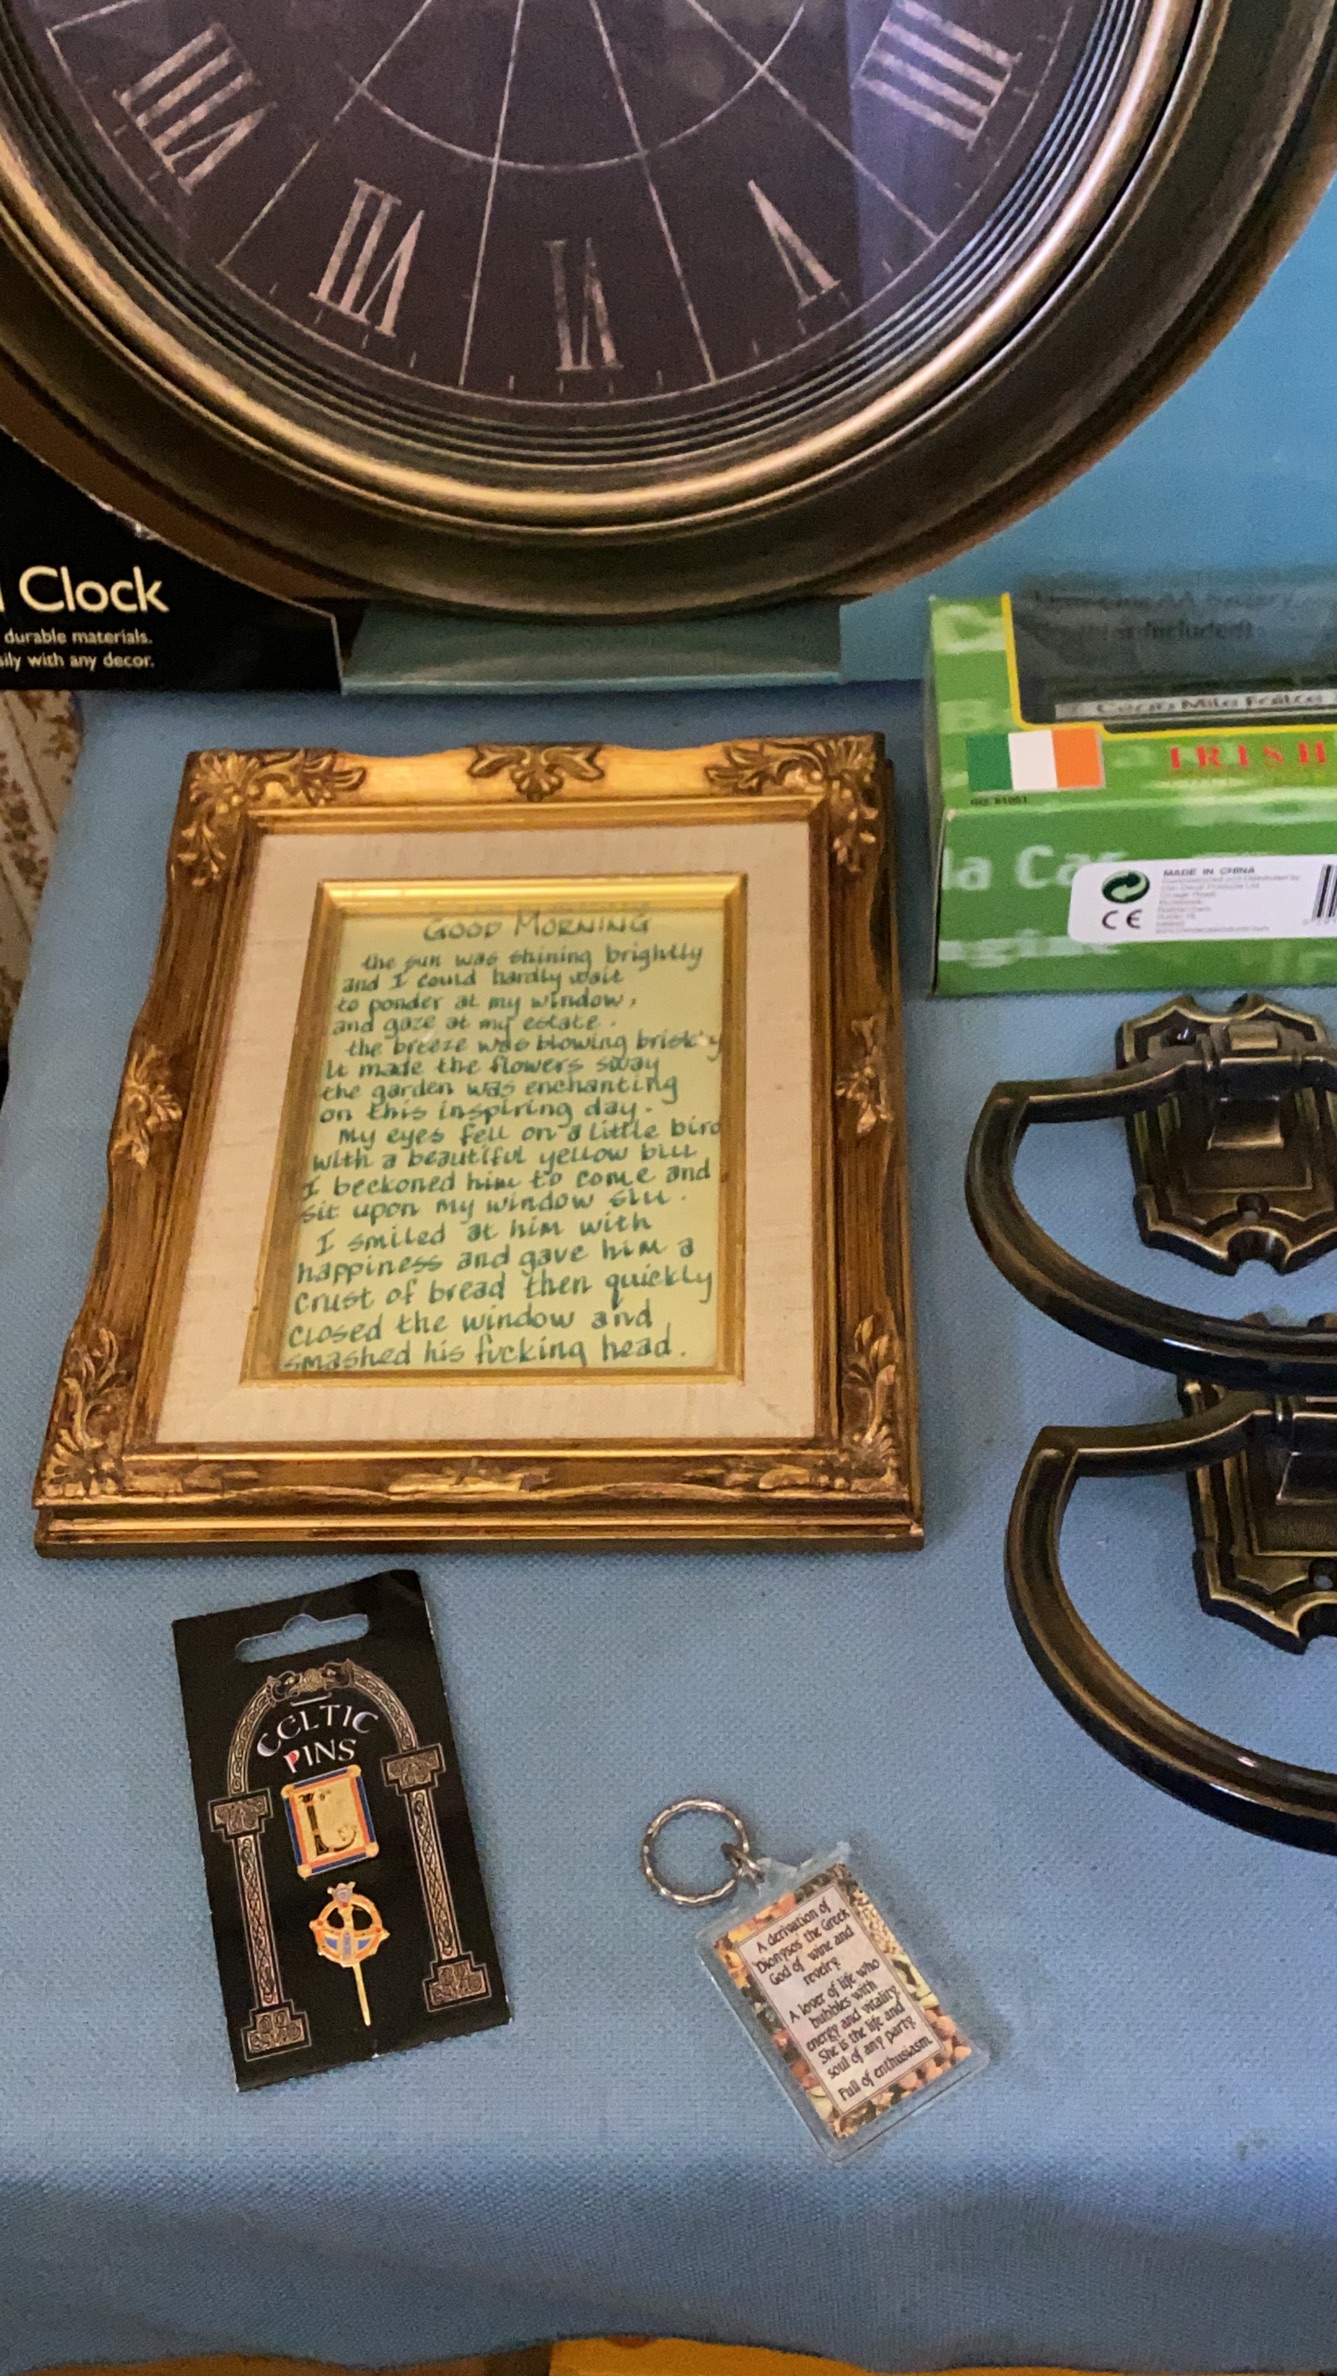 VIII
VII
VI
V
IIII
Clock
durable materials.
with any decor.
IRISH
la Car
MADE IN CHINA
CE
GOOD MORNING
the sun was shining brightly
and I could hardly wait
to ponder at my window,
and gaze at my estate.
the breeze was blowing briskly
It made the flowers sway
the garden was enchanting
on this inspiring day.
My eyes fell on a little bird
with a beautiful yellow bill
I beckoned him to come and
sit upon my window sill.
I smiled at him with
happiness and gave him a
crust of bread then quickly
closed the window and
smashed his fucking head.
CELTIC
PINS
L
A derivation of
Dionysos the Greek
God of wine and
revelry.
A lover of life who
bubbles with
energy and vitality.
She is the life and
soul of any party.
Full of enthusiasm.